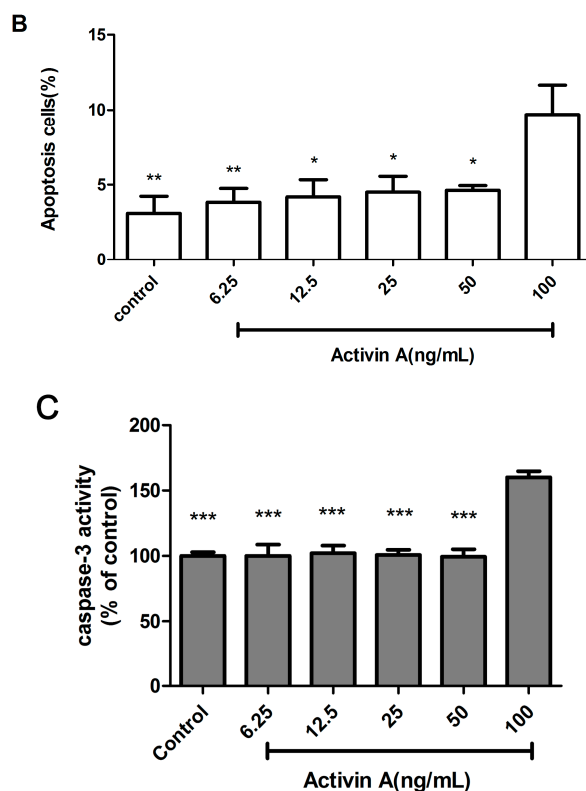 B
Apoptosis cells(%)
15
10
5
0
** ** * * *
control 6.25 12.5 25 50 100
Activin A(ng/mL)
C
caspase-3 activity
(% of control)
200
150
100
50
0
*** *** *** *** ***
Control 6.25 12.5 25 50 100
Activin A(ng/mL)